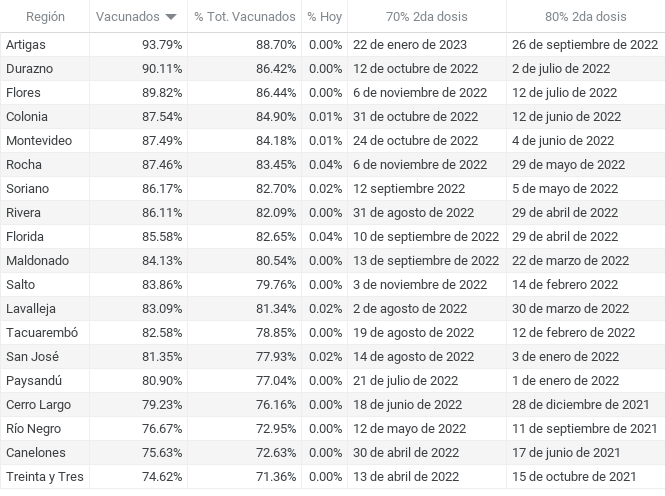 Región Vacunados % Tot. Vacunados % Hoy 70% 2da dosis 80% 2da dosis
Artigas 93.79% 88.70% 0.00% 22 de enero de 2023 26 de septiembre de 2022
Durazno 90.11% 86.42% 0.00% 12 de octubre de 2022 2 de julio de 2022
Flores 89.82% 86.44% 0.00% 6 de noviembre de 2022 12 de julio de 2022
Colonia 87.54% 84.90% 0.01% 31 de octubre de 2022 12 de junio de 2022
Montevideo 87.49% 84.18% 0.01% 24 de octubre de 2022 4 de junio de 2022
Rocha 87.46% 83.45% 0.04% 6 de noviembre de 2022 29 de mayo de 2022
Soriano 86.17% 82.70% 0.02% 12 septiembre 2022 5 de mayo de 2022
Rivera 86.11% 82.09% 0.00% 31 de agosto de 2022 29 de abril de 2022
Florida 85.58% 82.65% 0.04% 10 de septiembre de 2022 29 de abril de 2022
Maldonado 84.13% 80.54% 0.00% 13 de septiembre de 2022 22 de marzo de 2022
Salto 83.86% 79.76% 0.00% 3 de noviembre de 2022 14 de febrero 2022
Lavalleja 83.09% 81.34% 0.02% 2 de agosto de 2022 30 de marzo de 2022
Tacuarembó 82.58% 78.85% 0.00% 19 de agosto de 2022 12 de febrero de 2022
San José 81.35% 77.93% 0.02% 14 de agosto de 2022 3 de enero de 2022
Paysandú 80.90% 77.04% 0.00% 21 de julio de 2022 1 de enero de 2022
Cerro Largo 79.23% 76.16% 0.00% 18 de junio de 2022 28 de diciembre de 2021
Río Negro 76.67% 72.95% 0.00% 12 de mayo de 2022 11 de septiembre de 2021
Canelones 75.63% 72.63% 0.00% 30 de abril de 2022 17 de junio de 2021
Treinta y Tres 74.62% 71.36% 0.00% 13 de abril de 2022 15 de octubre de 2021